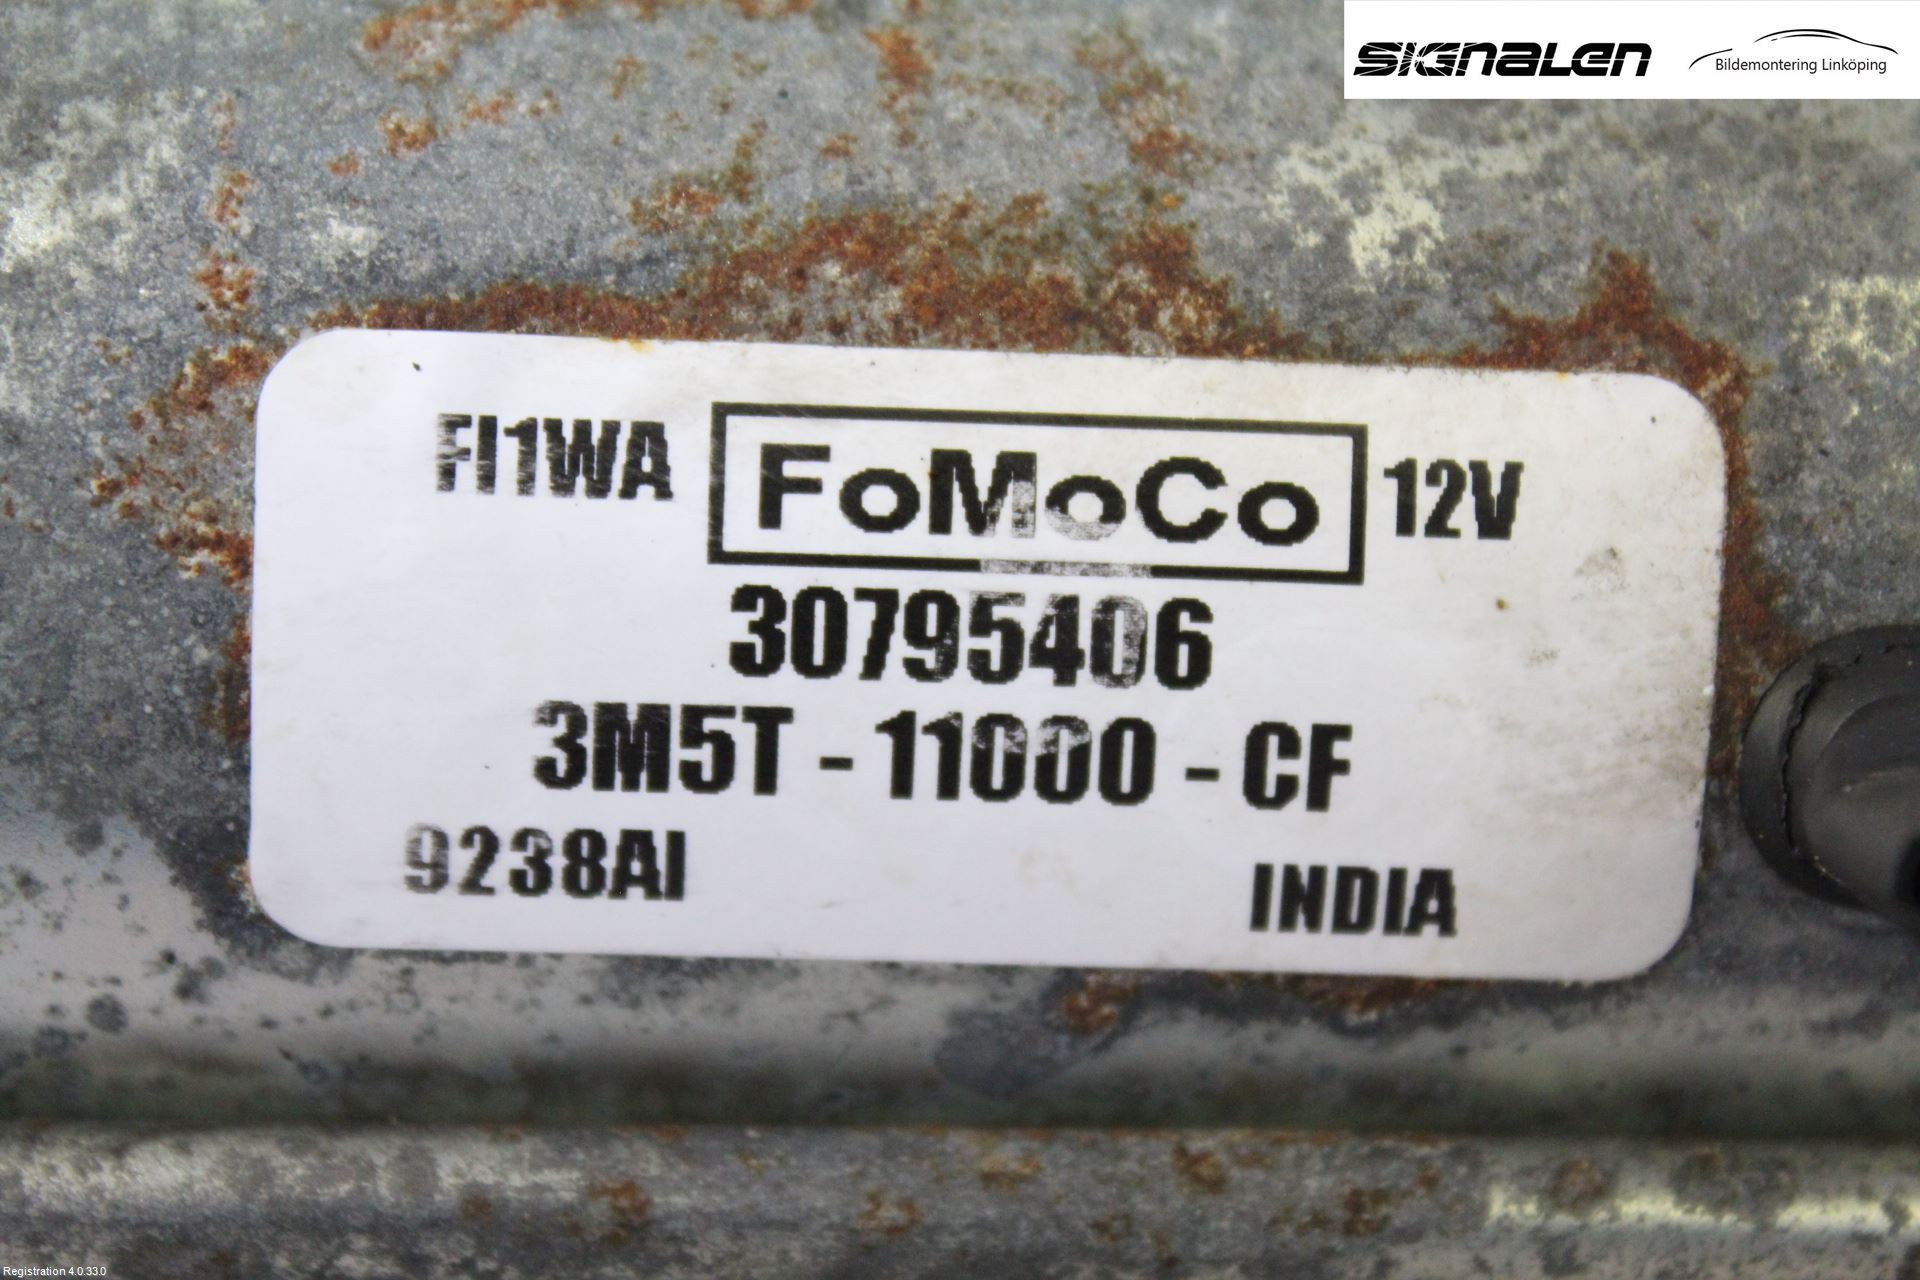 SIGNALEN
Bildemontering Linköping
FI1WA FoMoCo 12V
30795406
3M5T - 11000 - CF
9238AI INDIA
Registration 4.0.33.0